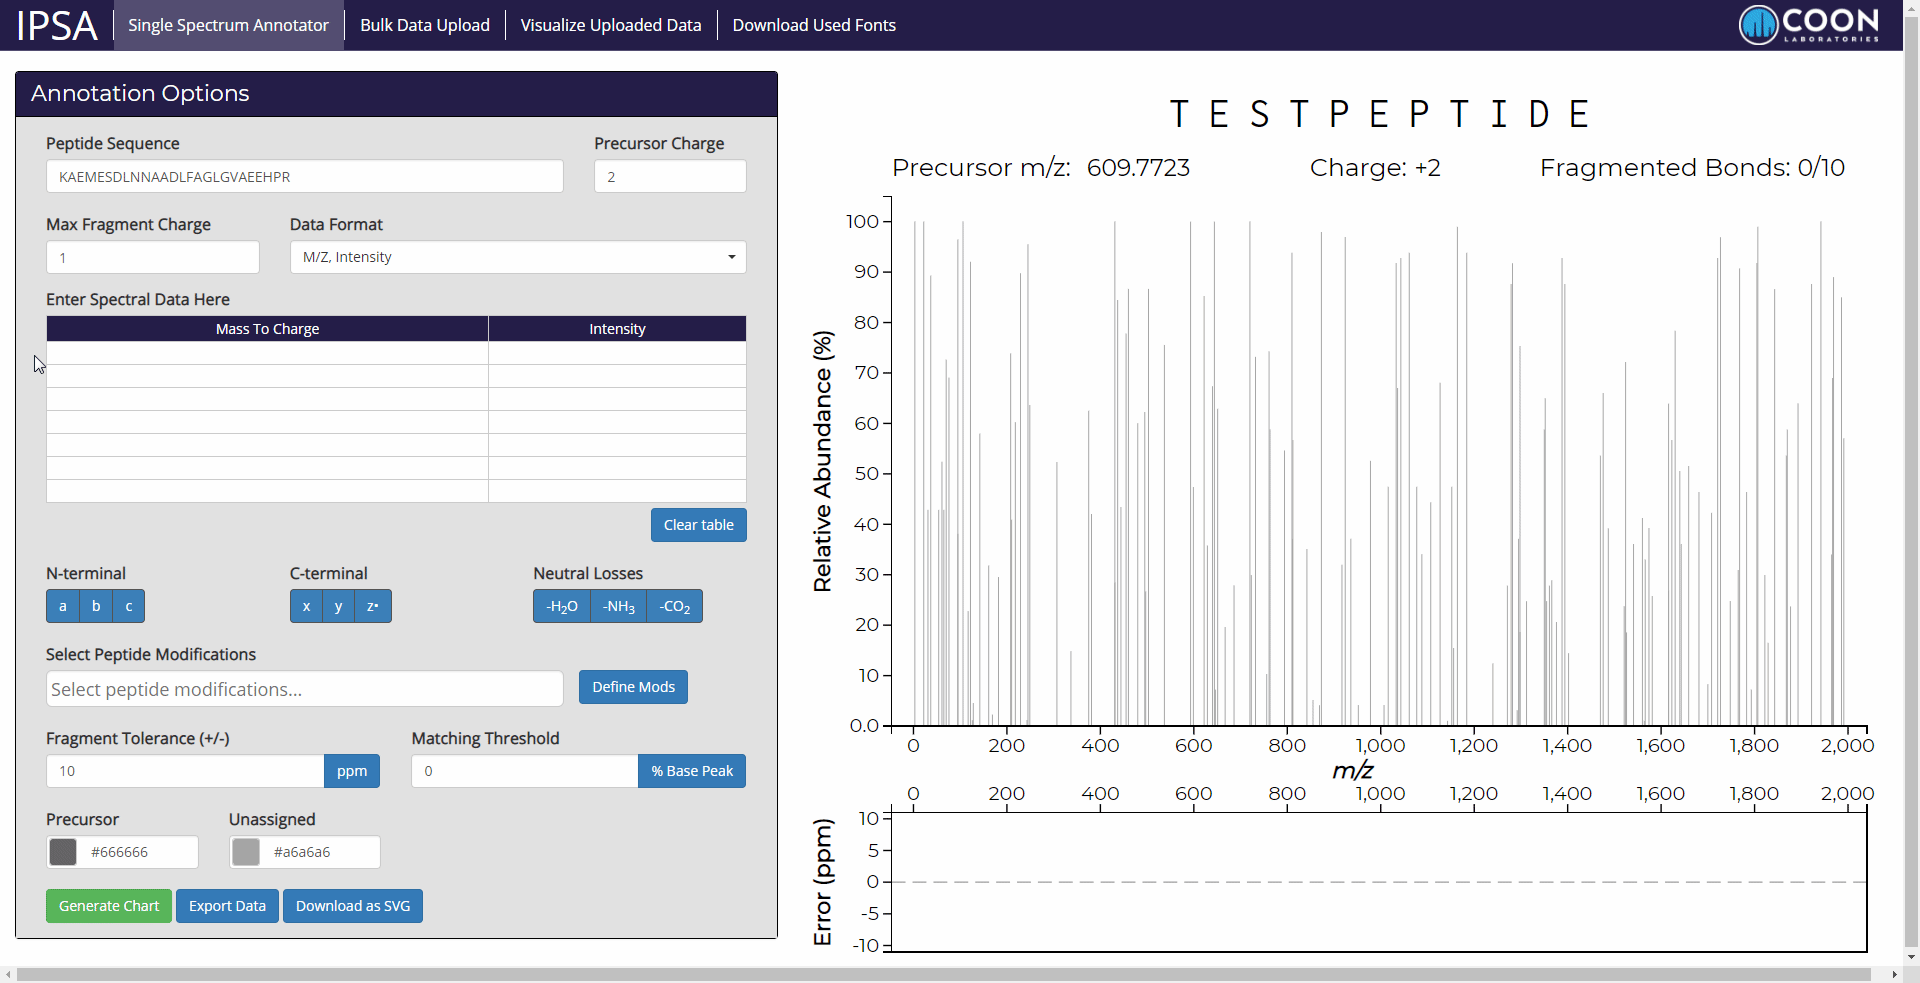 IPSA
Single Spectrum Annotator
Bulk Data Upload
Visualize Uploaded Data
Download Used Fonts
COON
LABORATORIES
Annotation Options
Peptide Sequence
Precursor Charge
KAEMESDLNNAADLFAGLGVAEEHPR
2
Max Fragment Charge
Data Format
1
M/Z, Intensity
Enter Spectral Data Here
Mass To Charge
Intensity
Clear table
N-terminal
C-terminal
Neutral Losses
a b c
x y z•
-H₂O -NH₃ -CO₂
Select Peptide Modifications
Select peptide modifications...
Define Mods
Fragment Tolerance (+/-)
Matching Threshold
10
ppm
0
% Base Peak
Precursor
Unassigned
#666666
#a6a6a6
Generate Chart
Export Data
Download as SVG
TESTPEPTIDE
Precursor m/z: 609.7723
Charge: +2
Fragmented Bonds: 0/10
Relative Abundance (%)
100
90
80
70
60
50
40
30
20
10
0.0
0 200 400 600 800 1,000 1,200 1,400 1,600 1,800 2,000
m/z
0 200 400 600 800 1,000 1,200 1,400 1,600 1,800 2,000
Error (ppm)
10
5
0
-5
-10